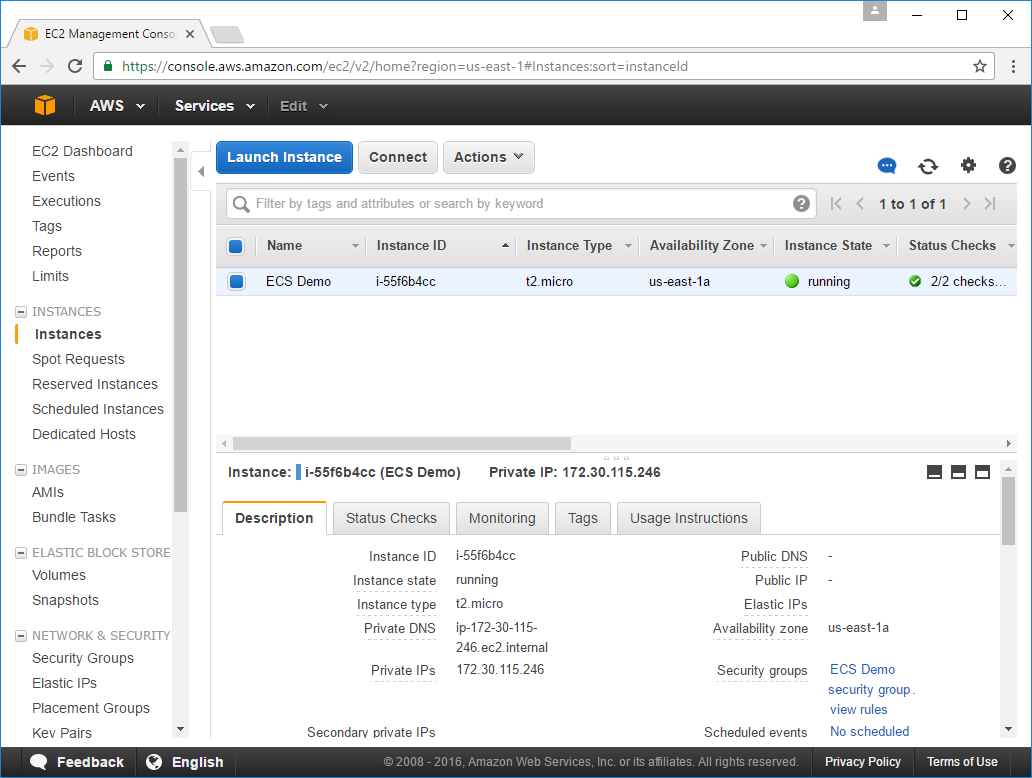 EC2 Management Conso
https://console.aws.amazon.com/ec2/v2/home?region=us-east-1#Instances:sort=instanceId
AWS Services Edit
EC2 Dashboard
Events
Executions
Tags
Reports
Limits
INSTANCES
Instances
Spot Requests
Reserved Instances
Scheduled Instances
Dedicated Hosts
IMAGES
AMIs
Bundle Tasks
ELASTIC BLOCK STORE
Volumes
Snapshots
NETWORK & SECURITY
Security Groups
Elastic IPs
Placement Groups
Key Pairs
Launch Instance Connect Actions
Filter by tags and attributes or search by keyword 1 to 1 of 1
Name Instance ID Instance Type Availability Zone Instance State Status Checks
ECS Demo i-55f6b4cc t2.micro us-east-1a running 2/2 checks...
Instance: i-55f6b4cc (ECS Demo) Private IP: 172.30.115.246
Description Status Checks Monitoring Tags Usage Instructions
Instance ID i-55f6b4cc
Instance state running
Instance type t2.micro
Private DNS ip-172-30-115-
246.ec2.internal
Private IPs 172.30.115.246
Secondary private IPs
Public DNS -
Public IP -
Elastic IPs
Availability zone us-east-1a
Security groups ECS Demo
security group.
view rules
Scheduled events No scheduled
Feedback English © 2008 - 2016, Amazon Web Services, Inc. or its affiliates. All rights reserved. Privacy Policy Terms of Use